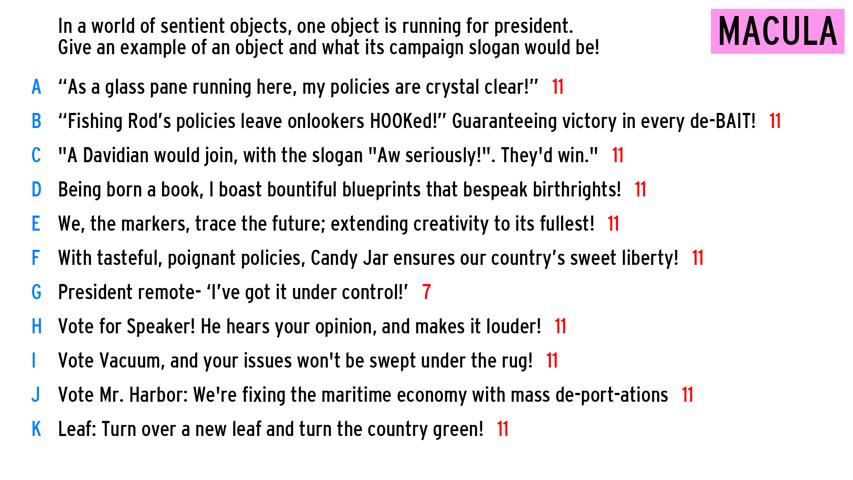 In a world of sentient objects, one object is running for president.
Give an example of an object and what its campaign slogan would be!
MACULA
A “As a glass pane running here, my policies are crystal clear!” 11
B “Fishing Rod’s policies leave onlookers HOOKed!” Guaranteeing victory in every de-BAIT! 11
C "A Davidian would join, with the slogan "Aw seriously!". They'd win." 11
D Being born a book, I boast bountiful blueprints that bespeak birthrights! 11
E We, the markers, trace the future; extending creativity to its fullest! 11
F With tasteful, poignant policies, Candy Jar ensures our country’s sweet liberty! 11
G President remote- ‘I’ve got it under control!’ 7
H Vote for Speaker! He hears your opinion, and makes it louder! 11
I Vote Vacuum, and your issues won't be swept under the rug! 11
J Vote Mr. Harbor: We're fixing the maritime economy with mass de-port-ations 11
K Leaf: Turn over a new leaf and turn the country green! 11